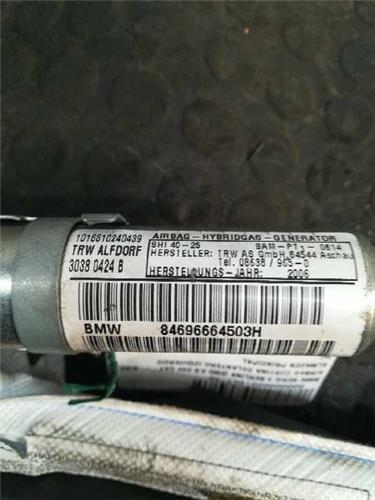 1016610240439
TRW ALFDORF
3038 0424 B
AIRBAG-HYBRIDGAS-GENERATOR
SHI 40-25 BAM-PT1-0614
HERSTELLER: TRW AS GmbH, 84544 Aschau
Tel. 08638/965-0
HERSTELLUNGS-JAHR: 2006
BMW 84696664503H